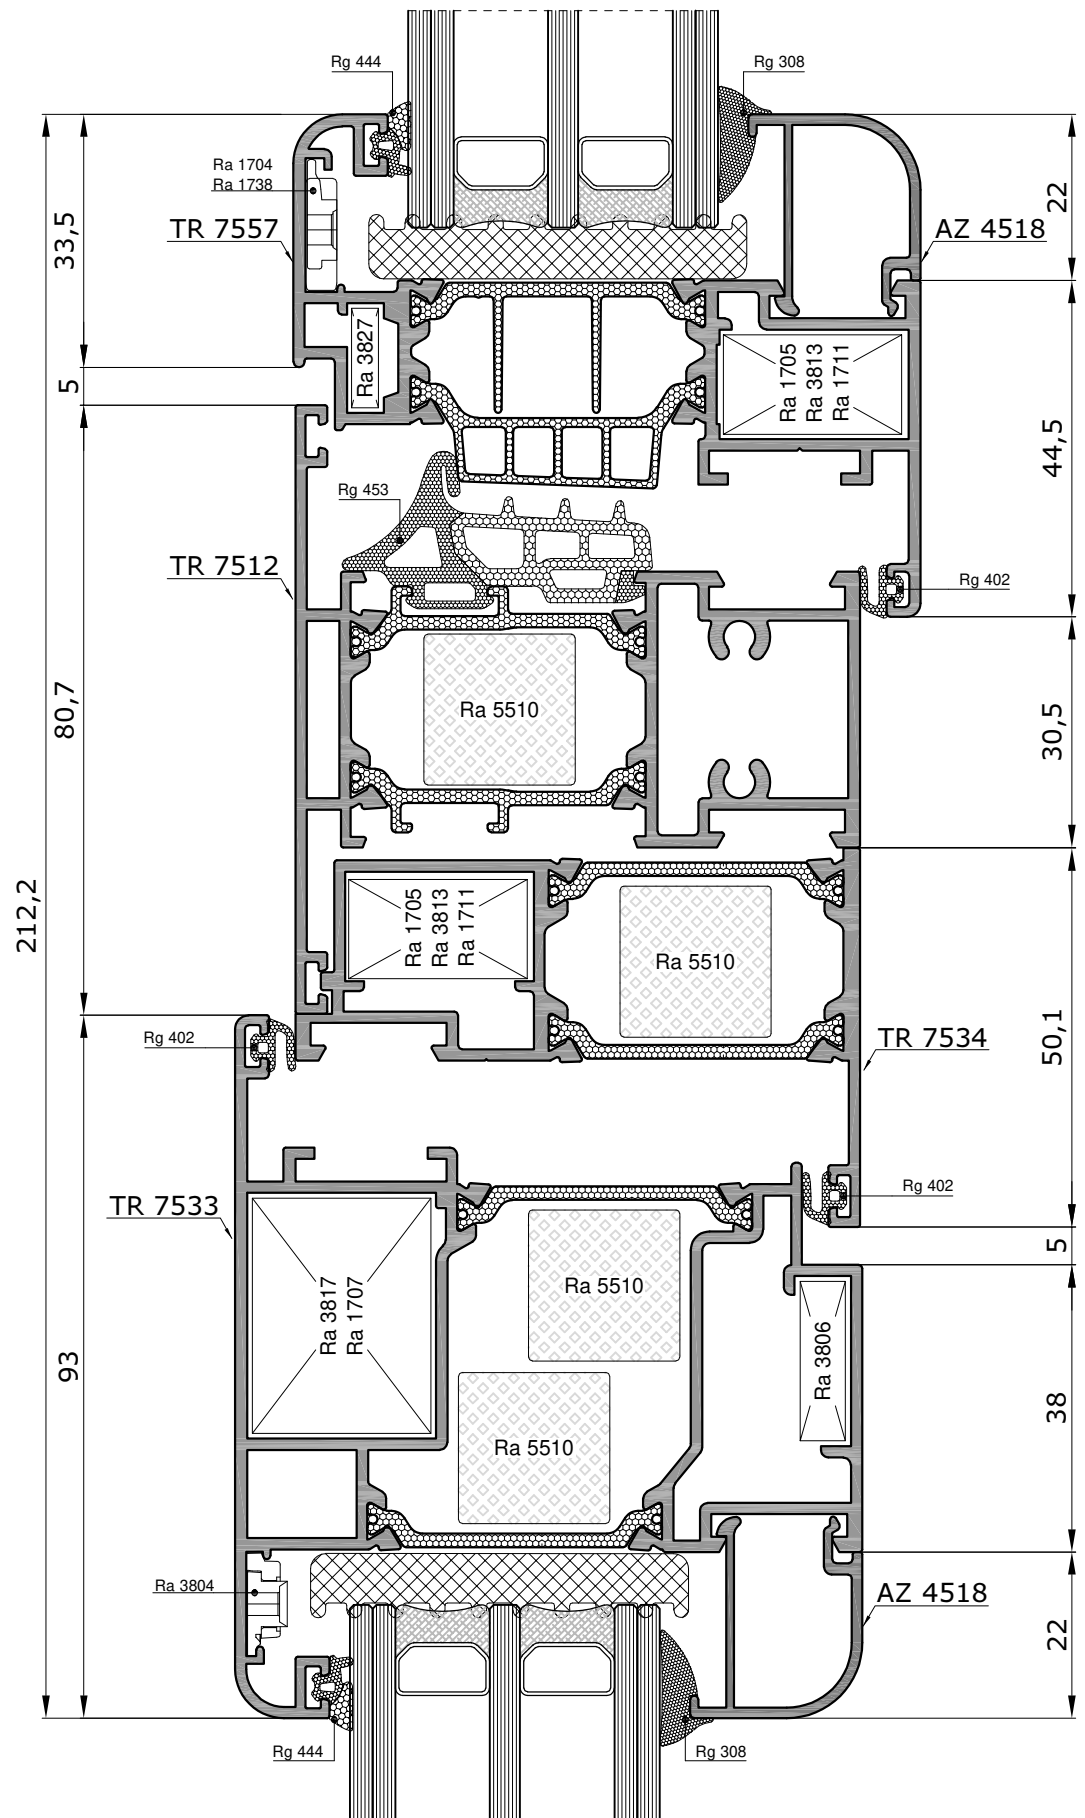 Rg 444
Rg 308
Ra 1704
Ra 1738
TR 7557
AZ 4518
33,5
22
Ra 3827
Ra 1705
Ra 3813
Ra 1711
5
44,5
Rg 453
TR 7512
Rg 402
80,7
Ra 5510
30,5
212,2
Ra 1705
Ra 3813
Ra 1711
Ra 5510
Rg 402
TR 7534
50,1
TR 7533
Rg 402
5
Ra 3817
Ra 1707
Ra 5510
Ra 3806
93
38
Ra 5510
Ra 3804
AZ 4518
22
Rg 444
Rg 308